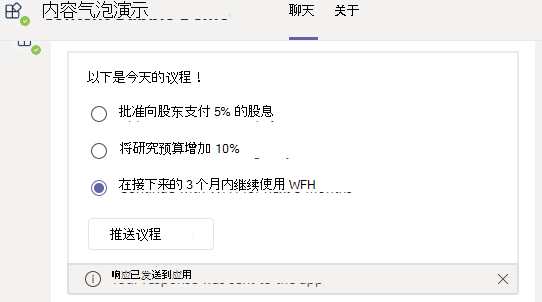 内容气泡演示
聊天 关于
以下是今天的议程！
批准向股东支付 5% 的股息
将研究预算增加 10%
在接下来的 3 个月内继续使用 WFH
推送议程
响应已发送到应用